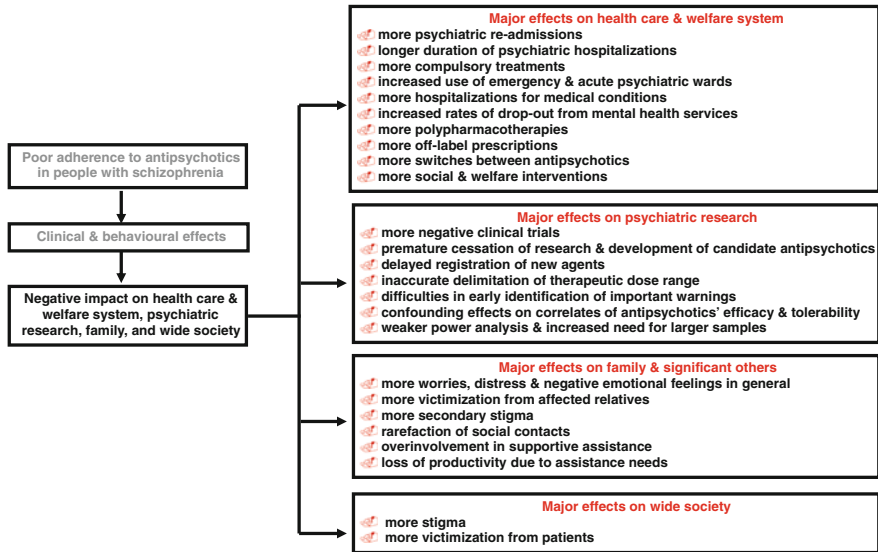 Poor adherence to antipsychotics
in people with schizophrenia
Clinical & behavioural effects
Negative impact on health care &
welfare system, psychiatric
research, family, and wide society
Major effects on health care & welfare system
more psychiatric re-admissions
longer duration of psychiatric hospitalizations
more compulsory treatments
increased use of emergency & acute psychiatric wards
more hospitalizations for medical conditions
increased rates of drop-out from mental health services
more polypharmacotherapies
more off-label prescriptions
more switches between antipsychotics
more social & welfare interventions
Major effects on psychiatric research
more negative clinical trials
premature cessation of research & development of candidate antipsychotics
delayed registration of new agents
inaccurate delimitation of therapeutic dose range
difficulties in early identification of important warnings
confounding effects on correlates of antipsychotics’ efficacy & tolerability
weaker power analysis & increased need for larger samples
Major effects on family & significant others
more worries, distress & negative emotional feelings in general
more victimization from affected relatives
more secondary stigma
rarefaction of social contacts
overinvolvement in supportive assistance
loss of productivity due to assistance needs
Major effects on wide society
more stigma
more victimization from patients